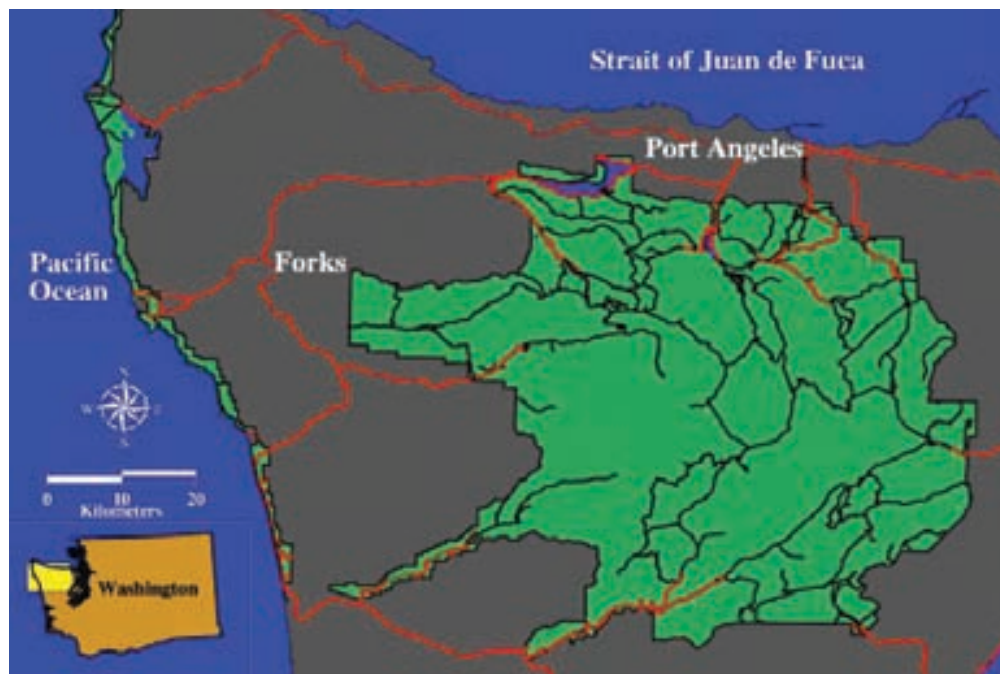 Strait of Juan de Fuca
Port Angeles
Pacific
Ocean
Forks
N
W
E
S
0 10 20
Kilometers
Washington